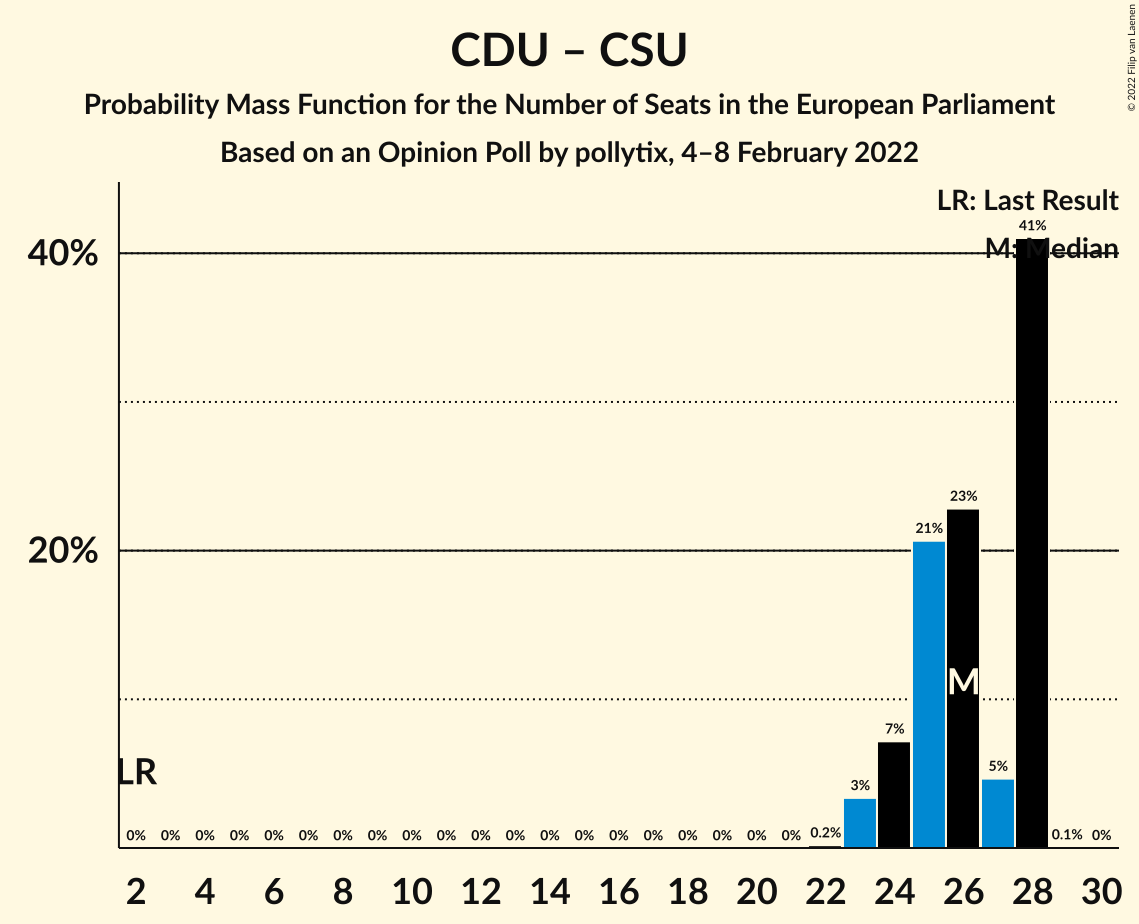 CDU – CSU
Probability Mass Function for the Number of Seats in the European Parliament
Based on an Opinion Poll by pollytix, 4–8 February 2022
© 2022 Filip van Laenen
LR: Last Result
M: Median
40%
20%
41%
23%
21%
7%
5%
3%
M
LR
0% 0% 0% 0% 0% 0% 0% 0% 0% 0% 0% 0% 0% 0% 0% 0% 0% 0% 0% 0% 0.2% 0.1% 0%
2 4 6 8 10 12 14 16 18 20 22 24 26 28 30